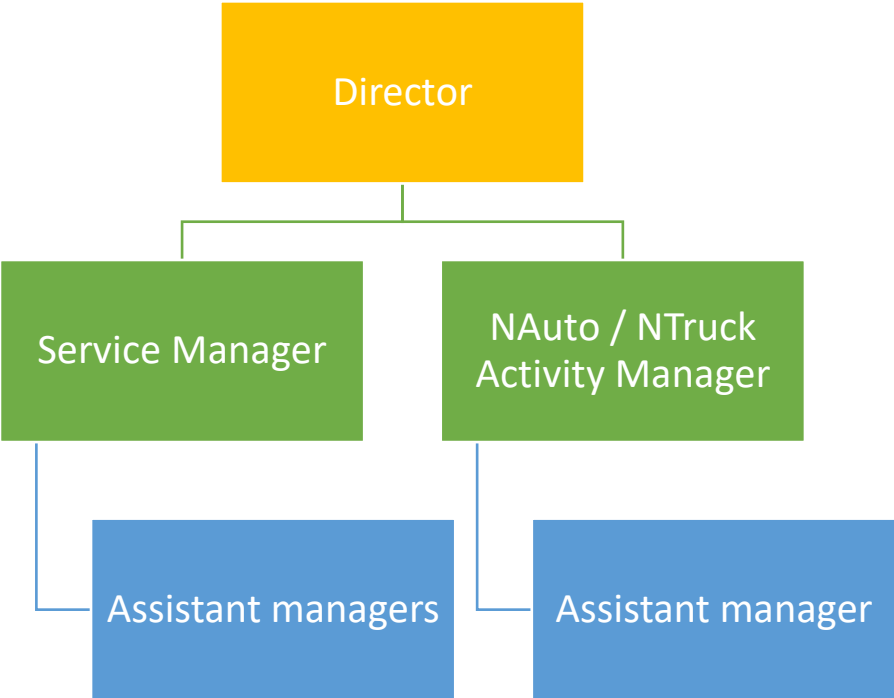 Director
Service Manager
NAuto / NTruck
Activity Manager
Assistant managers
Assistant manager